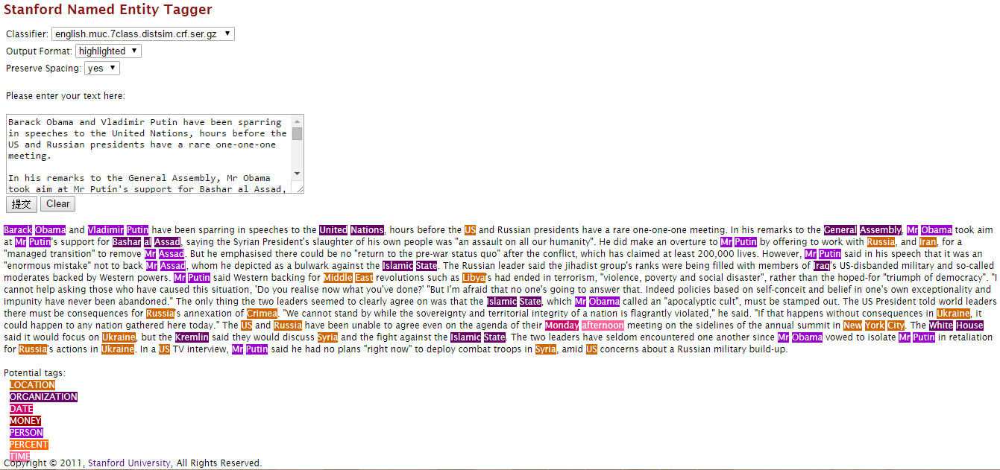 Stanford Named Entity Tagger
Classifier: english.muc.7class.distsim.crf.ser.gz
Output Format: highlighted
Preserve Spacing: yes
Please enter your text here:
Barack Obama and Vladimir Putin have been sparring
in speeches to the United Nations, hours before the
US and Russian presidents have a rare one-one-one
meeting.
In his remarks to the General Assembly, Mr Obama
took aim at Mr Putin's support for Bashar al Assad,
提交 Clear
Barack Obama and Vladimir Putin have been sparring in speeches to the United Nations, hours before the US and Russian presidents have a rare one-one-one meeting. In his remarks to the General Assembly, Mr Obama took aim
at Mr Putin's support for Bashar al Assad, saying the Syrian President's slaughter of his own people was "an assault on all our humanity". He did make an overture to Mr Putin by offering to work with Russia, and Iran, for a
"managed transition" to remove Mr Assad. But he emphasised there could be no "return to the pre-war status quo" after the conflict, which has claimed at least 200,000 lives. However, Mr Putin said in his speech that it was an
"enormous mistake" not to back Mr Assad, whom he depicted as a bulwark against the Islamic State. The Russian leader said the jihadist group's ranks were being filled with members of Iraq's US-disbanded military and so-called
moderates backed by Western powers. Mr Putin said Western backing for Middle East revolutions such as Libya's had ended in terrorism, "violence, poverty and social disaster", rather than the hoped-for "triumph of democracy". "I
cannot help asking those who have caused this situation, 'Do you realise now what you've done?' "But I'm afraid that no one's going to answer that. Indeed policies based on self-conceit and belief in one's own exceptionality and
impunity have never been abandoned." The only thing the two leaders seemed to clearly agree on was that the Islamic State, which Mr Obama called an "apocalyptic cult", must be stamped out. The US President told world leaders
there must be consequences for Russia's annexation of Crimea. "We cannot stand by while the sovereignty and territorial integrity of a nation is flagrantly violated," he said. "If that happens without consequences in Ukraine, it
could happen to any nation gathered here today." The US and Russia have been unable to agree even on the agenda of their Monday afternoon meeting on the sidelines of the annual summit in New York City. The White House
said it would focus on Ukraine, but the Kremlin said they would discuss Syria and the fight against the Islamic State. The two leaders have seldom encountered one another since Mr Obama vowed to isolate Mr Putin in retaliation
for Russia's actions in Ukraine. In a US TV interview, Mr Putin said he had no plans "right now" to deploy combat troops in Syria, amid US concerns about a Russian military build-up.
Potential tags:
LOCATION
ORGANIZATION
DATE
MONEY
PERSON
PERCENT
TIME
Copyright © 2011, Stanford University, All Rights Reserved.